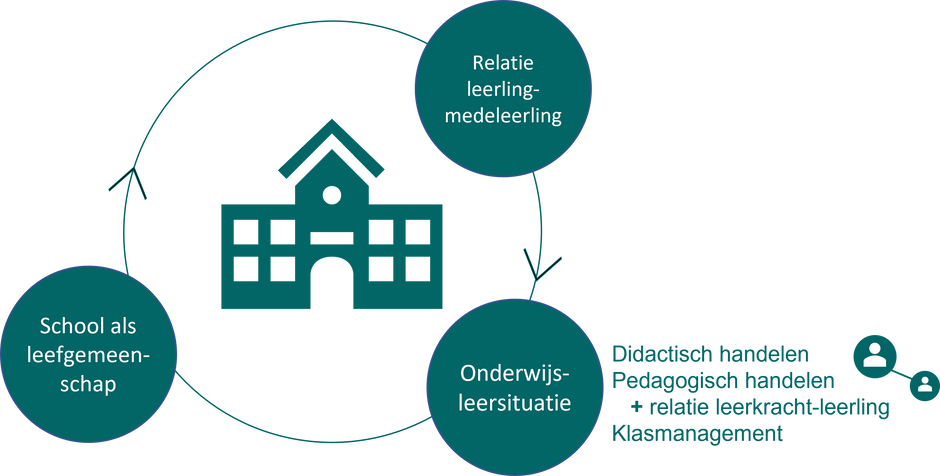 Relatie
leerling-
medeleerling
School als
leefgemeen-
schap
Onderwijs-
leersituatie
Didactisch handelen
Pedagogisch handelen
+ relatie leerkracht-leerling
Klasmanagement